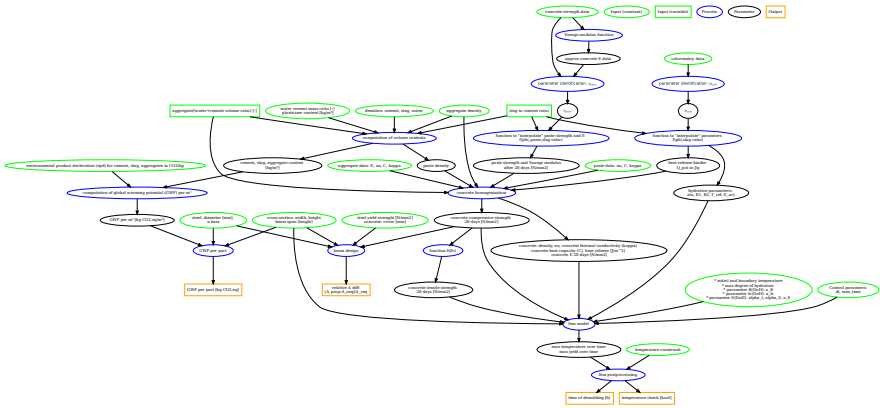 concrete strength data
Input (constant)
Input (variable)
Process
Parameter
Output
Youngs modulus function
approx concrete E data
calorimetry data
parameter identification:
parameter identification:
aggregate/(water+cement volume ratio) [-]
water cement mass ratio [-]
plasticizer content [kg/m³]
densities: cement, slag, water
aggregate density
slag to cement ratio
computation of volume contents
function to "interpolate" paste strength and E
function to "interpolate" parameters
environmental product declaration (epd) for cement, slag, aggregates in CO2/kg
cement, slag, aggregate content
[kg/m³]
aggregate data: E, nu, C, kappa
paste density
paste strength and Youngs modulus
after 28 days [N/mm2]
paste data: nu, C, kappa
heat release binder:
computation of global warming potential (GWP) per m³
concrete homogenization
hydration parameters:
eta, B1, B2, T_ref, E_act
GWP per m³ [kg CO2,eq/m³]
steel: diameter [mm]
n bars
cross section: width, height
beam span (length)
steel yield strength [N/mm2]
concrete: cover [mm]
concrete compressive strength
28 days [N/mm2]
GWP per part
beam design
function ft(fc)
concrete density, nu, concrete thermal conductivity (kappa)
concrete heat capacity (C), heat release [J/m^3]
concrete E 28 days [N/mm2]
GWP per part [kg CO2,eq]
relative Δ diff:
concrete tensile strength
28 days [N/mm2]
* initial and boundary temperature
* max degree of hydration
Control parameters:
dt, max_time
fem model
max temperature over time
max yield over time
temperature constraint
fem postprocessing
time of demolding [h]
temperature check [bool]